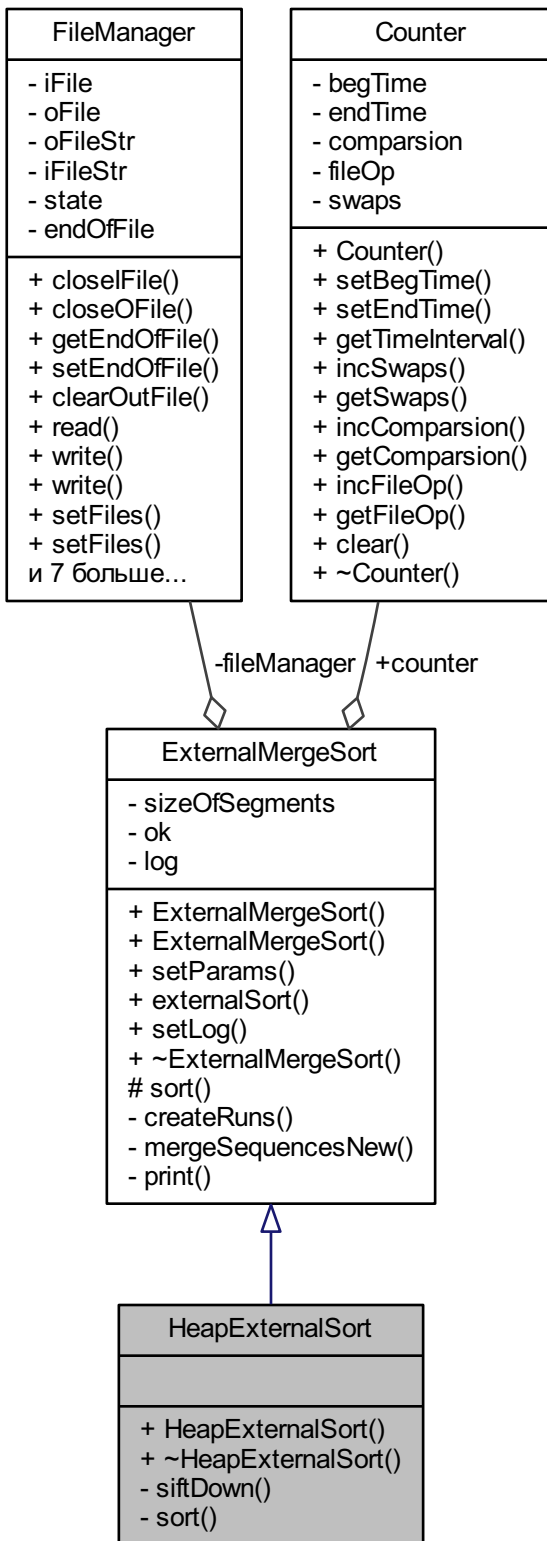 FileManager
- iFile
- oFile
- oFileStr
- iFileStr
- state
- endOfFile
+ closeIFile()
+ closeOFile()
+ getEndOfFile()
+ setEndOfFile()
+ clearOutFile()
+ read()
+ write()
+ write()
+ setFiles()
+ setFiles()
и 7 больше...
Counter
- begTime
- endTime
- comparsion
- fileOp
- swaps
+ Counter()
+ setBegTime()
+ setEndTime()
+ getTimeInterval()
+ incSwaps()
+ getSwaps()
+ incComparsion()
+ getComparsion()
+ incFileOp()
+ getFileOp()
+ clear()
+ ~Counter()
-fileManager
+counter
ExternalMergeSort
- sizeOfSegments
- ok
- log
+ ExternalMergeSort()
+ ExternalMergeSort()
+ setParams()
+ externalSort()
+ setLog()
+ ~ExternalMergeSort()
# sort()
- createRuns()
- mergeSequencesNew()
- print()
HeapExternalSort
+ HeapExternalSort()
+ ~HeapExternalSort()
- siftDown()
- sort()